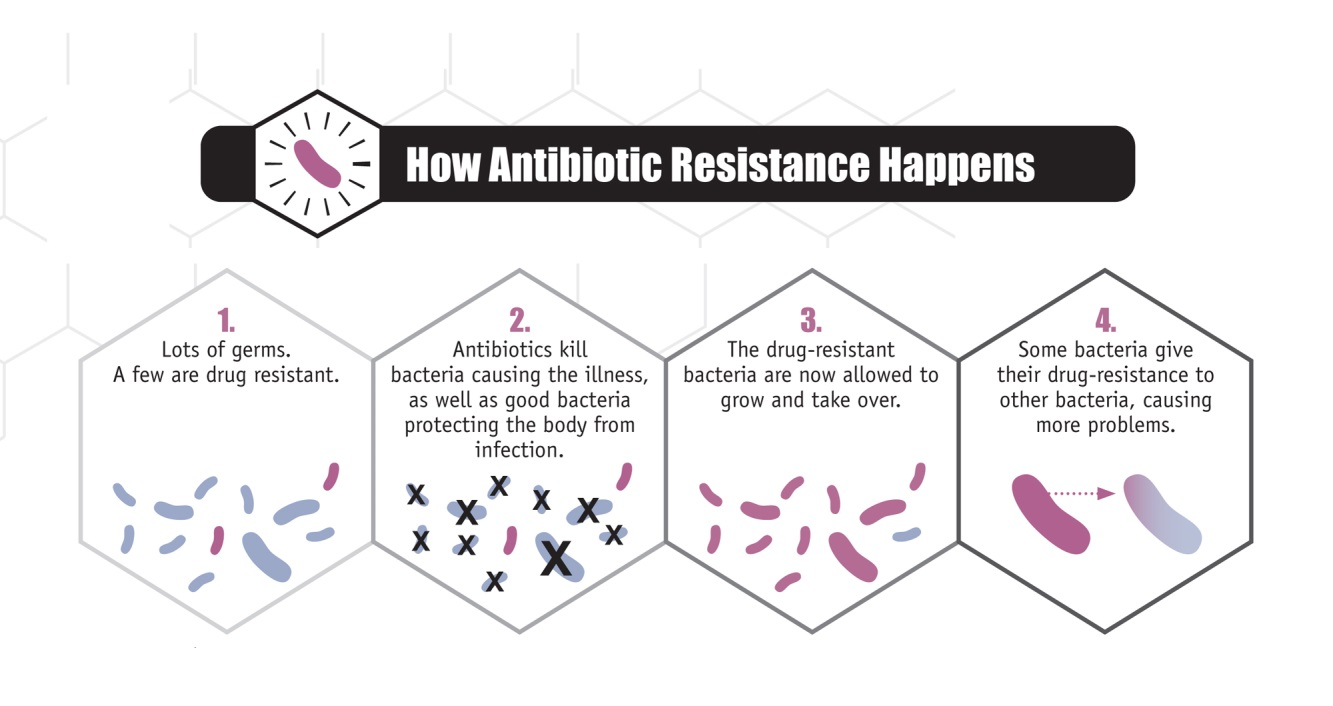 How Antibiotic Resistance Happens
1.
Lots of germs.
A few are drug resistant.
2.
Antibiotics kill
bacteria causing the illness,
as well as good bacteria
protecting the body from
infection.
X X X X X X X X X X
3.
The drug-resistant
bacteria are now allowed to
grow and take over.
4.
Some bacteria give
their drug-resistance to
other bacteria, causing
more problems.